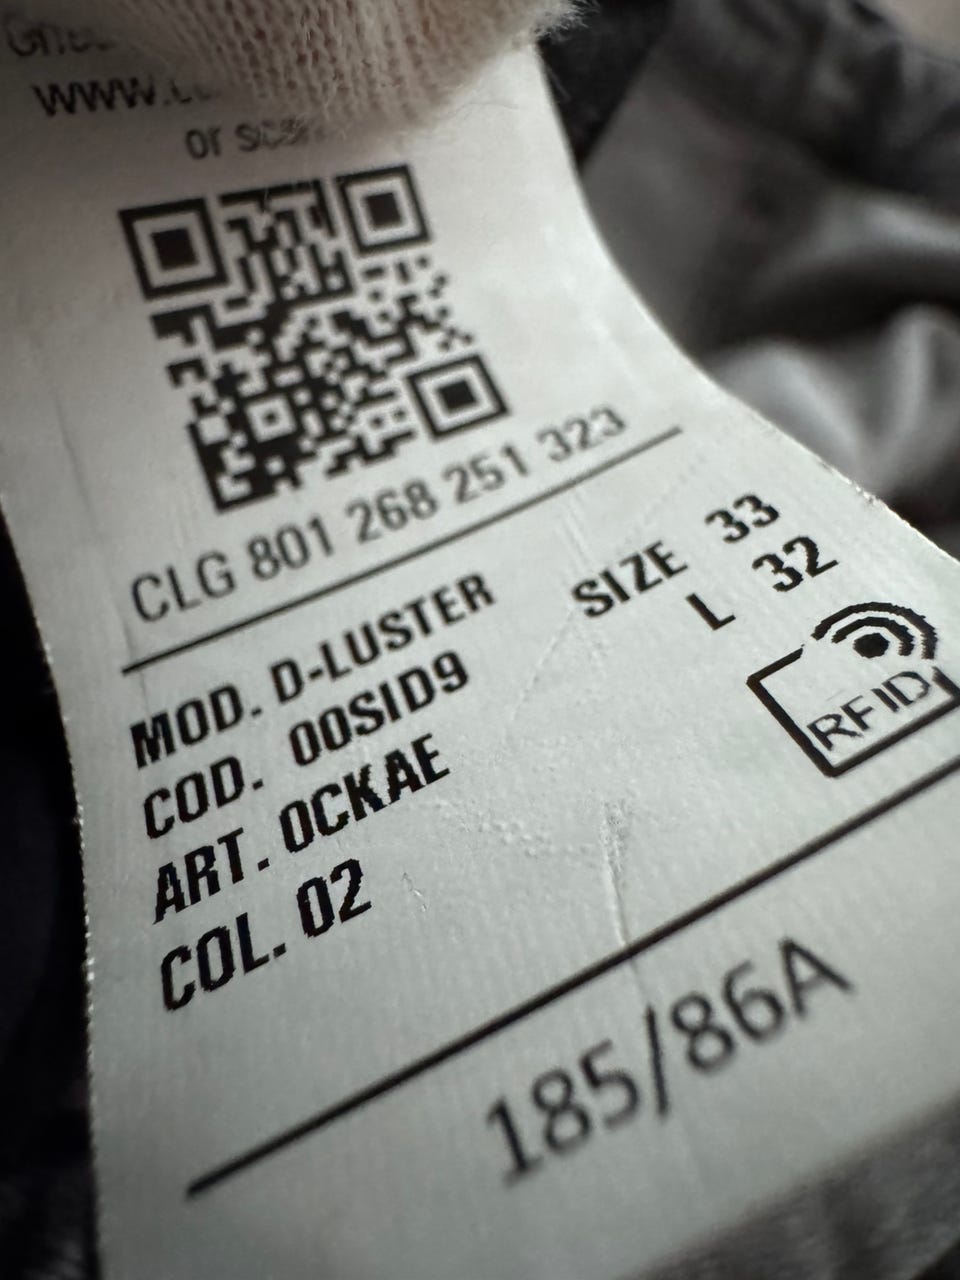 www.c
or scan
CLG 801 268 251 323
MOD. D-LUSTER
COD. 00SID9
ART. 0CKAE
COL. 02
SIZE 33
L 32
RFID
185/86A